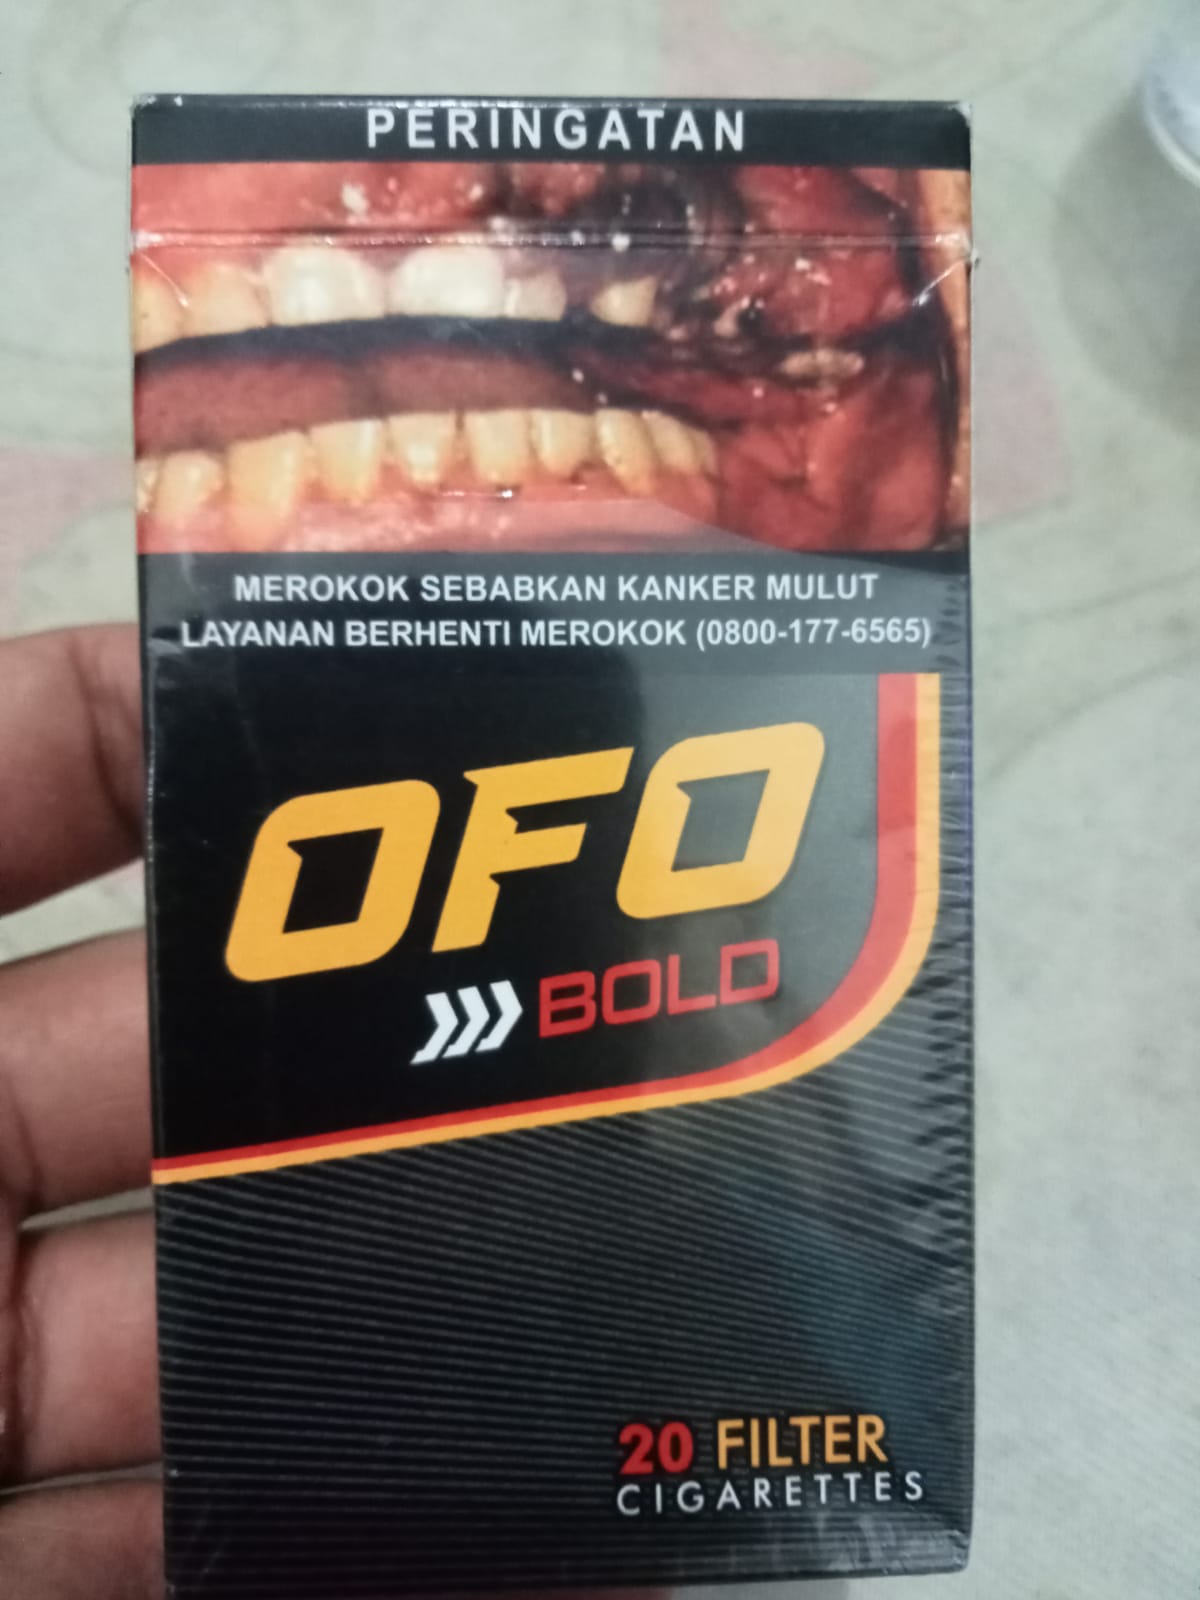 PERINGATAN
MEROKOK SEBABKAN KANKER MULUT
LAYANAN BERHENTI MEROKOK (0800-177-6565)
OFO
BOLD
20 FILTER
CIGARETTES